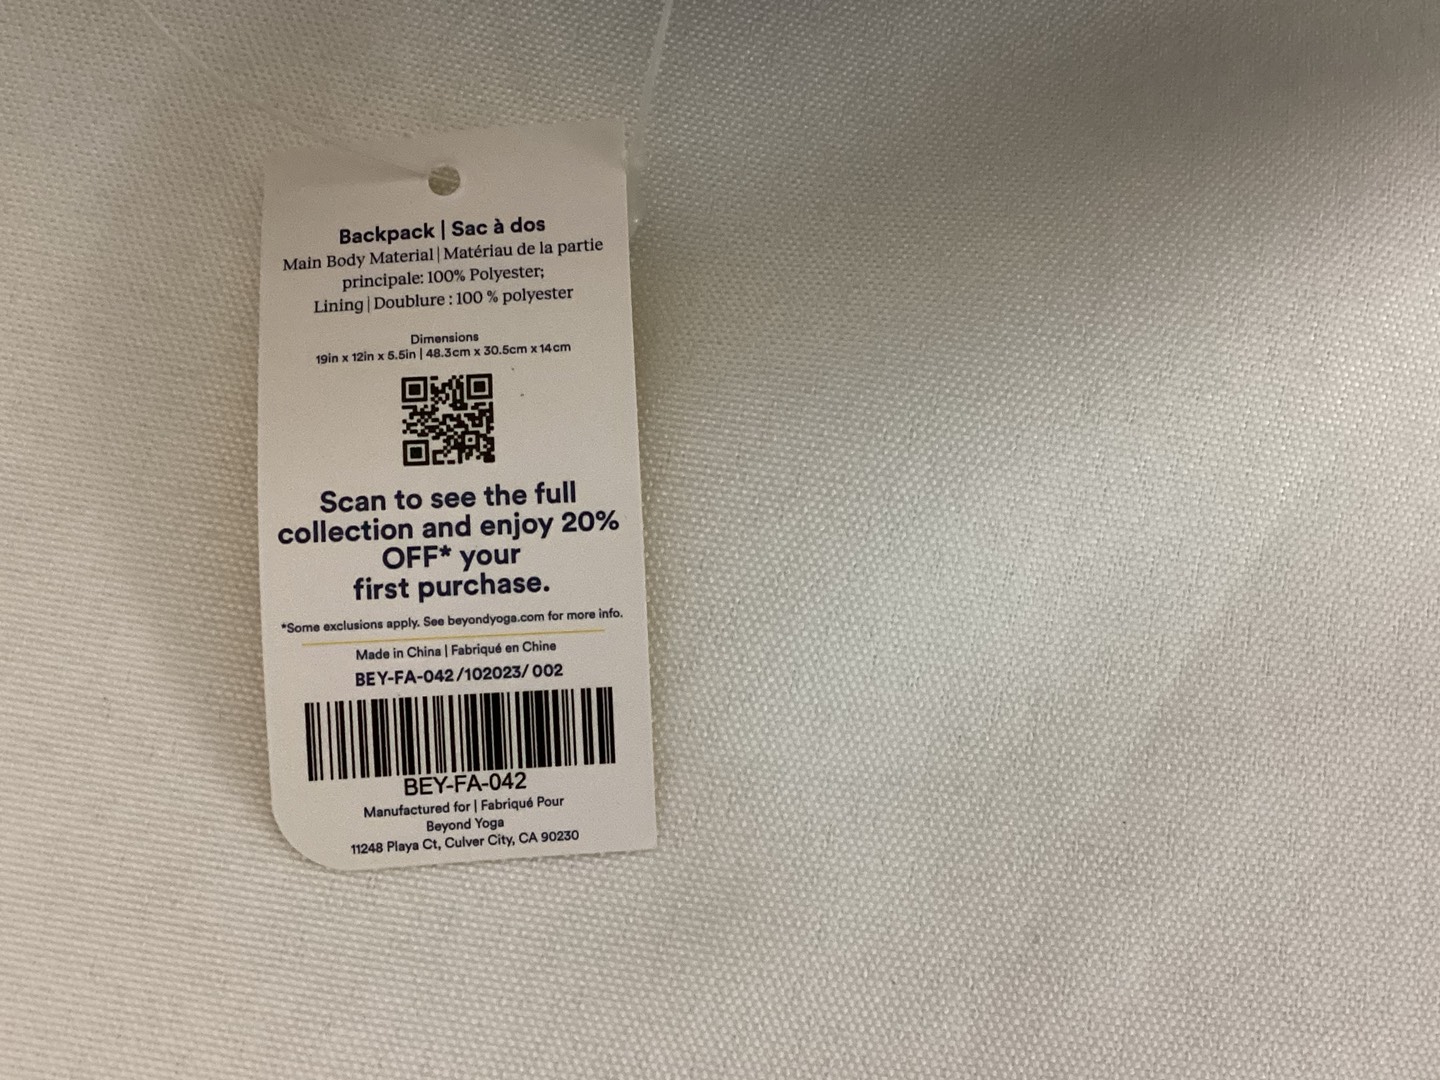 Backpack | Sac à dos
Main Body Material | Matériau de la partie
principale: 100% Polyester;
Lining | Doublure : 100 % polyester
Dimensions
19in x 12in x 5.5in | 48.3cm x 30.5cm x 14cm
Scan to see the full
collection and enjoy 20%
OFF* your
first purchase.
*Some exclusions apply. See beyondyoga.com for more info.
Made in China | Fabriqué en Chine
BEY-FA-042/102023/002
BEY-FA-042
Manufactured for | Fabriqué Pour
Beyond Yoga
11248 Playa Ct, Culver City, CA 90230